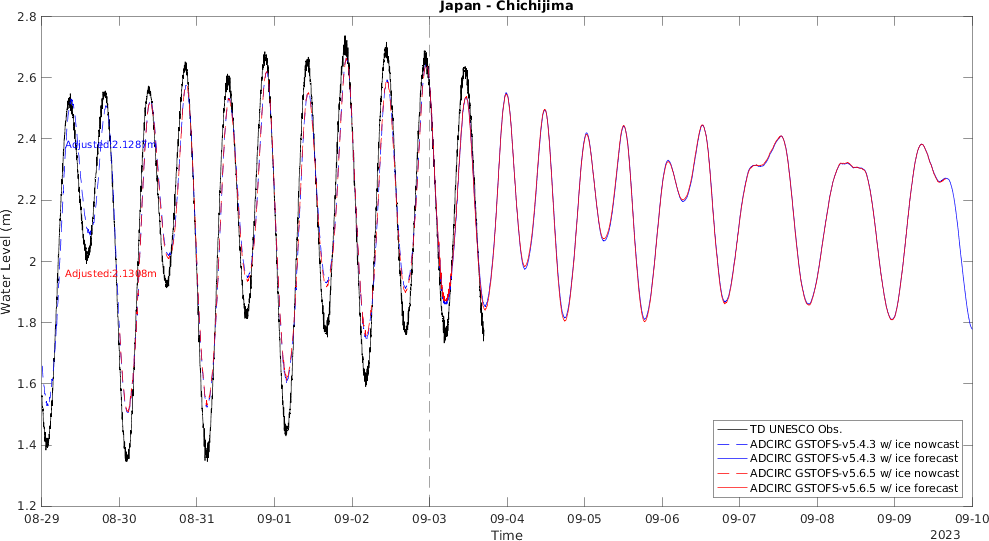 Japan - Chichijima
2.8
2.6
2.4
2.2
2
1.8
1.6
1.4
1.2
Water Level (m)
Adjusted:2.1287m
Adjusted:2.1308m
TD UNESCO Obs.
ADCIRC GSTOFS-v5.4.3 w/ ice nowcast
ADCIRC GSTOFS-v5.4.3 w/ ice forecast
ADCIRC GSTOFS-v5.6.5 w/ ice nowcast
ADCIRC GSTOFS-v5.6.5 w/ ice forecast
08-29 08-30 08-31 09-01 09-02 09-03 09-04 09-05 09-06 09-07 09-08 09-09 09-10
Time
2023